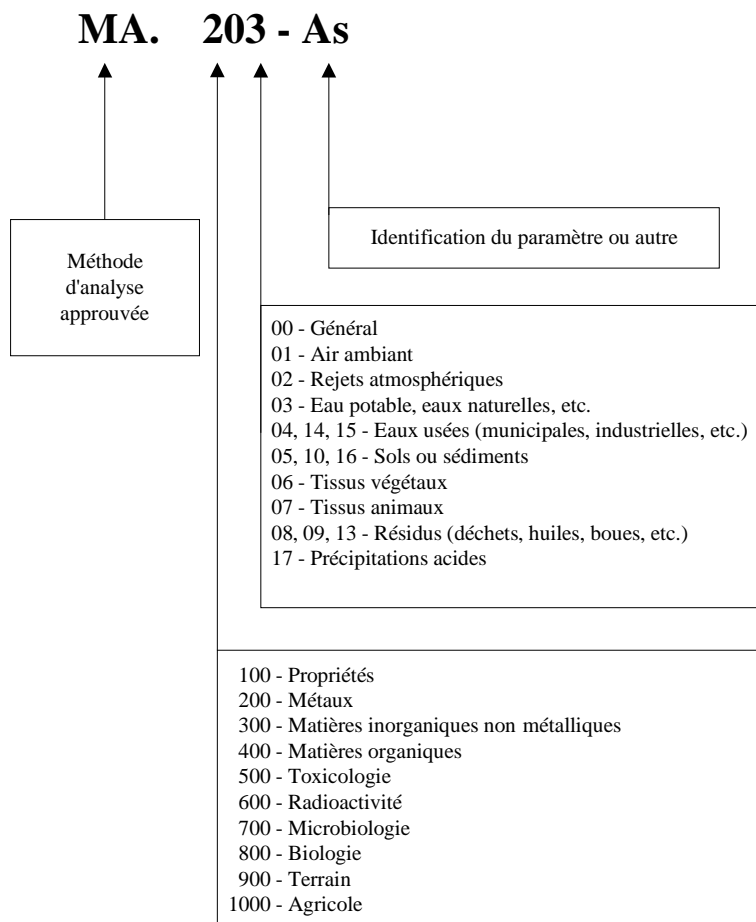 MA. 203 - As
Identification du paramètre ou autre
Méthode
d'analyse
approuvée
00 - Général
01 - Air ambiant
02 - Rejets atmosphériques
03 - Eau potable, eaux naturelles, etc.
04, 14, 15 - Eaux usées (municipales, industrielles, etc.)
05, 10, 16 - Sols ou sédiments
06 - Tissus végétaux
07 - Tissus animaux
08, 09, 13 - Résidus (déchets, huiles, boues, etc.)
17 - Précipitations acides
100 - Propriétés
200 - Métaux
300 - Matières inorganiques non métalliques
400 - Matières organiques
500 - Toxicologie
600 - Radioactivité
700 - Microbiologie
800 - Biologie
900 - Terrain
1000 - Agricole